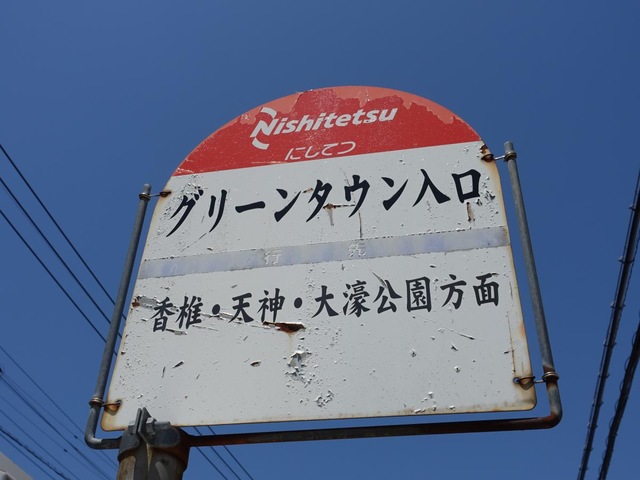 Nishitetsu
にしてつ
グリーンタウン入口
行先
香椎・天神・大濠公園方面